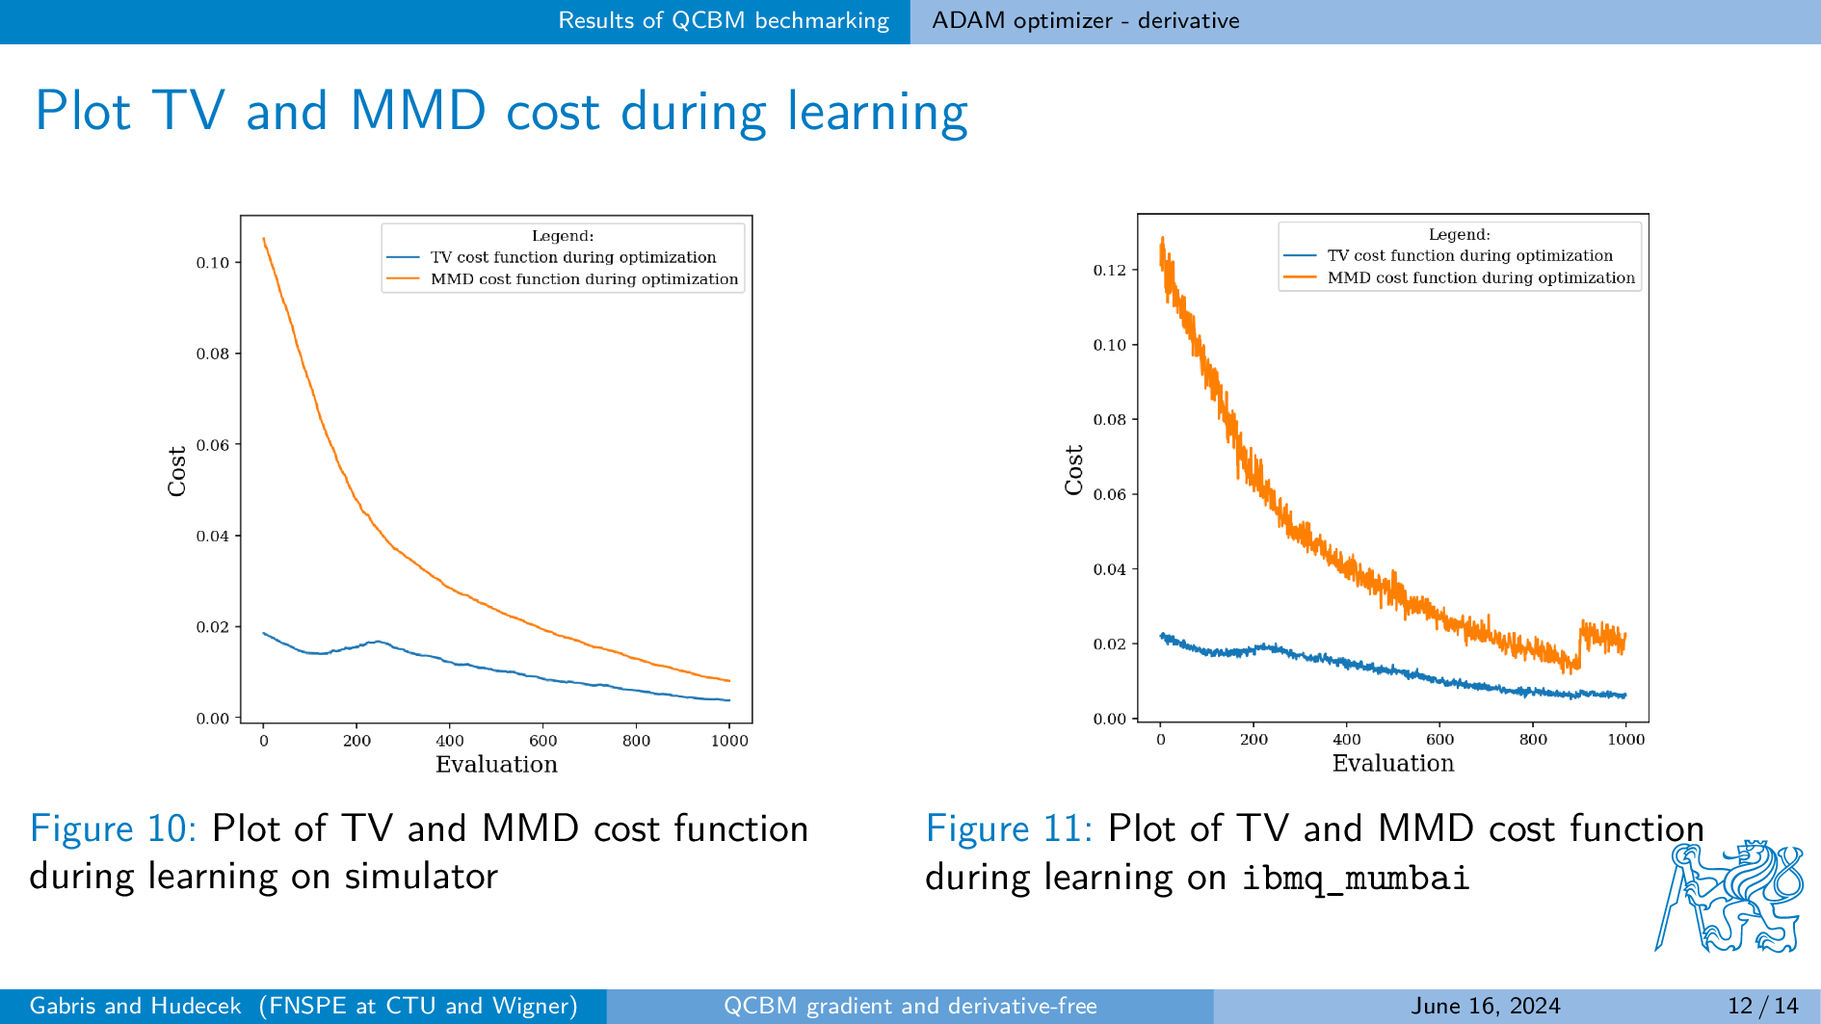 Results of QCBM bechmarking
ADAM optimizer - derivative
Plot TV and MMD cost during learning
Legend:
TV cost function during optimization
MMD cost function during optimization
0.10
0.08
0.06
0.04
0.02
0.00
Cost
0 200 400 600 800 1000
Evaluation
Figure 10: Plot of TV and MMD cost function
during learning on simulator
Legend:
TV cost function during optimization
MMD cost function during optimization
0.12
0.10
0.08
0.06
0.04
0.02
0.00
Cost
0 200 400 600 800 1000
Evaluation
Figure 11: Plot of TV and MMD cost function
during learning on ibmq_mumbai
Gabris and Hudecek (FNSPE at CTU and Wigner)
QCBM gradient and derivative-free
June 16, 2024
12 / 14